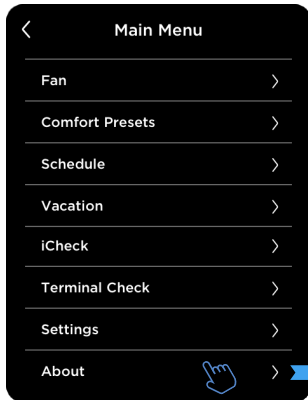 Main Menu
Fan
Comfort Presets
Schedule
Vacation
iCheck
Terminal Check
Settings
About